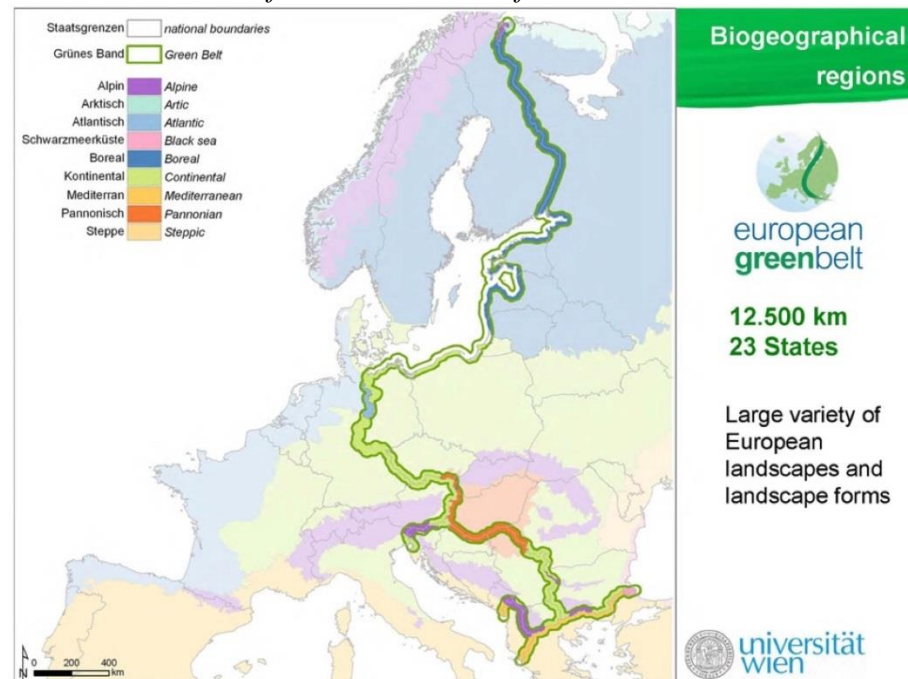 Staatsgrenzen national boundaries
Grünes Band Green Belt
Alpin Alpine
Arktisch Artic
Atlantisch Atlantic
Schwarzmeerküste Black sea
Boreal Boreal
Kontinental Continental
Mediterran Mediterranean
Pannonisch Pannonian
Steppe Steppic
N
0 200 400
km
Biogeographical
regions
european
greenbelt
12.500 km
23 States
Large variety of
European
landscapes and
landscape forms
universität
wien